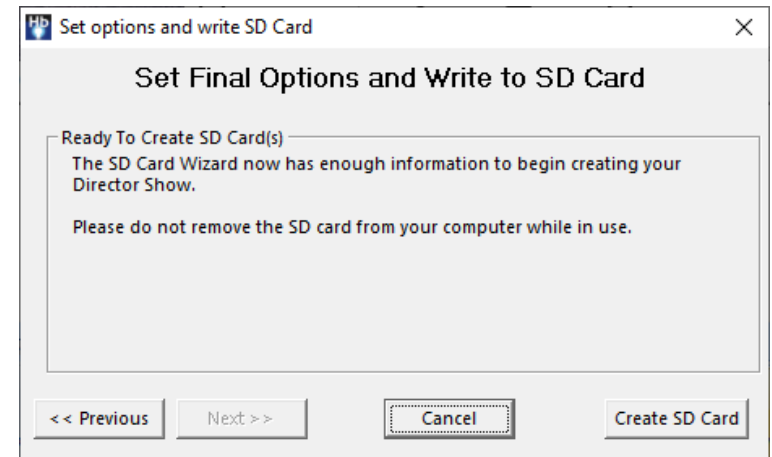 Hb
Set options and write SD Card
Set Final Options and Write to SD Card
Ready To Create SD Card(s)
The SD Card Wizard now has enough information to begin creating your
Director Show.
Please do not remove the SD card from your computer while in use.
<< Previous
Next >>
Cancel
Create SD Card